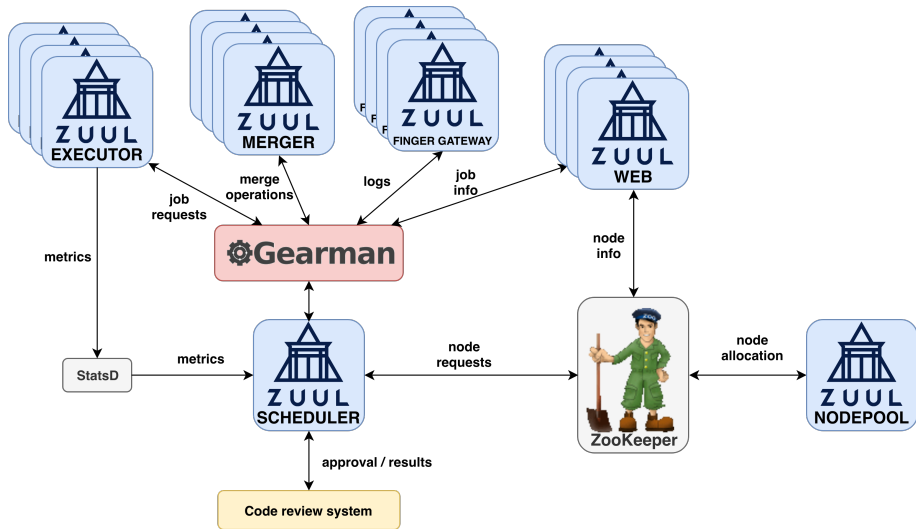 ZUUL
EXECUTOR
ZUUL
MERGER
F
F
F
ZUUL
FINGER GATEWAY
ZUUL
WEB
job
requests
merge
operations
logs
job
info
Gearman
metrics
node
info
StatsD
metrics
ZUUL
SCHEDULER
node
requests
ZOO
ZooKeeper
node
allocation
ZUUL
NODEPOOL
approval / results
Code review system